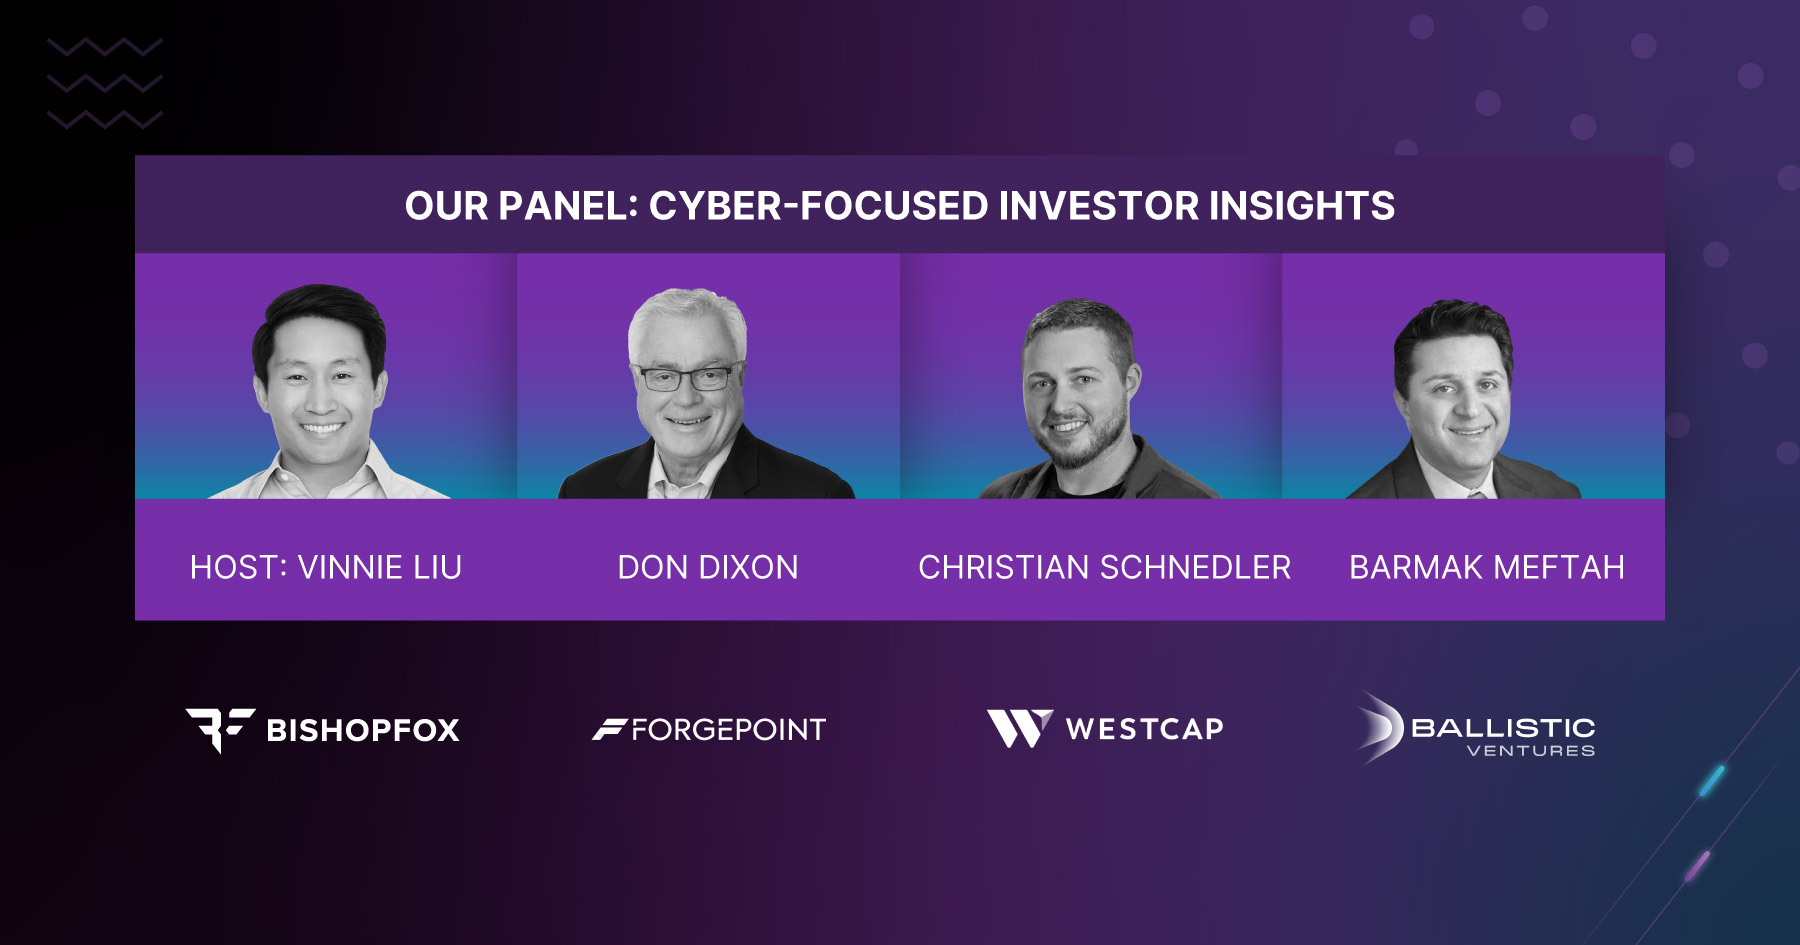 OUR PANEL: CYBER-FOCUSED INVESTOR INSIGHTS
HOST: VINNIE LIU
DON DIXON
CHRISTIAN SCHNEDLER
BARMAK MEFTAH
BISHOPFOX
FORGEPOINT
WESTCAP
BALLISTIC
VENTURES